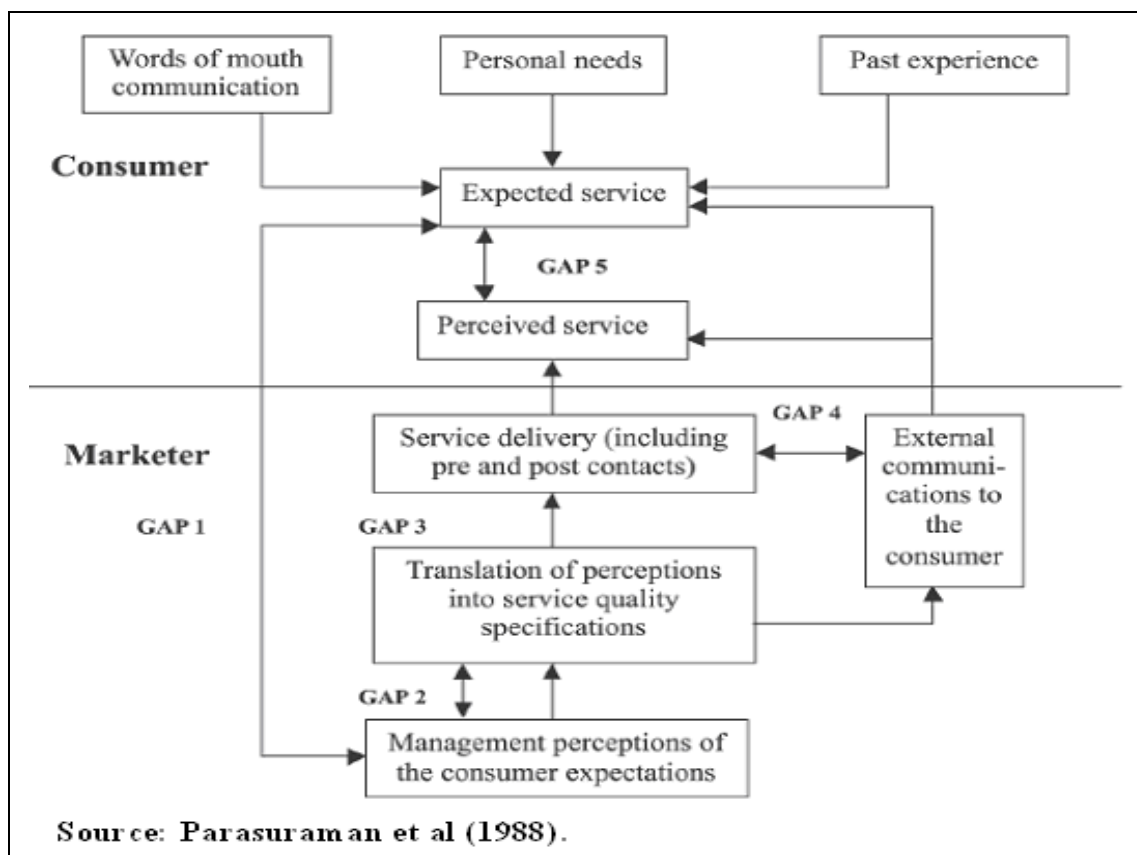 Words of mouth
communication
Personal needs
Past experience
Consumer
Expected service
GAP 5
Perceived service
Marketer
Service delivery (including
pre and post contacts)
GAP 4
External
communi-
cations to
the
consumer
GAP 1
GAP 3
Translation of perceptions
into service quality
specifications
GAP 2
Management perceptions of
the consumer expectations
Source: Parasuraman et al (1988).